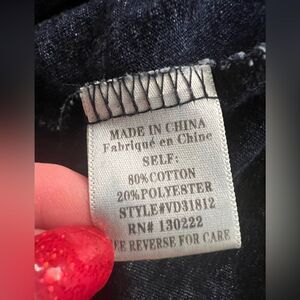 MADE IN CHINA
Fabriqué en Chine
SELF:
80%COTTON
20%POLYESTER
STYLE#VD31812
RN# 130222
EE REVERSE FOR CARE